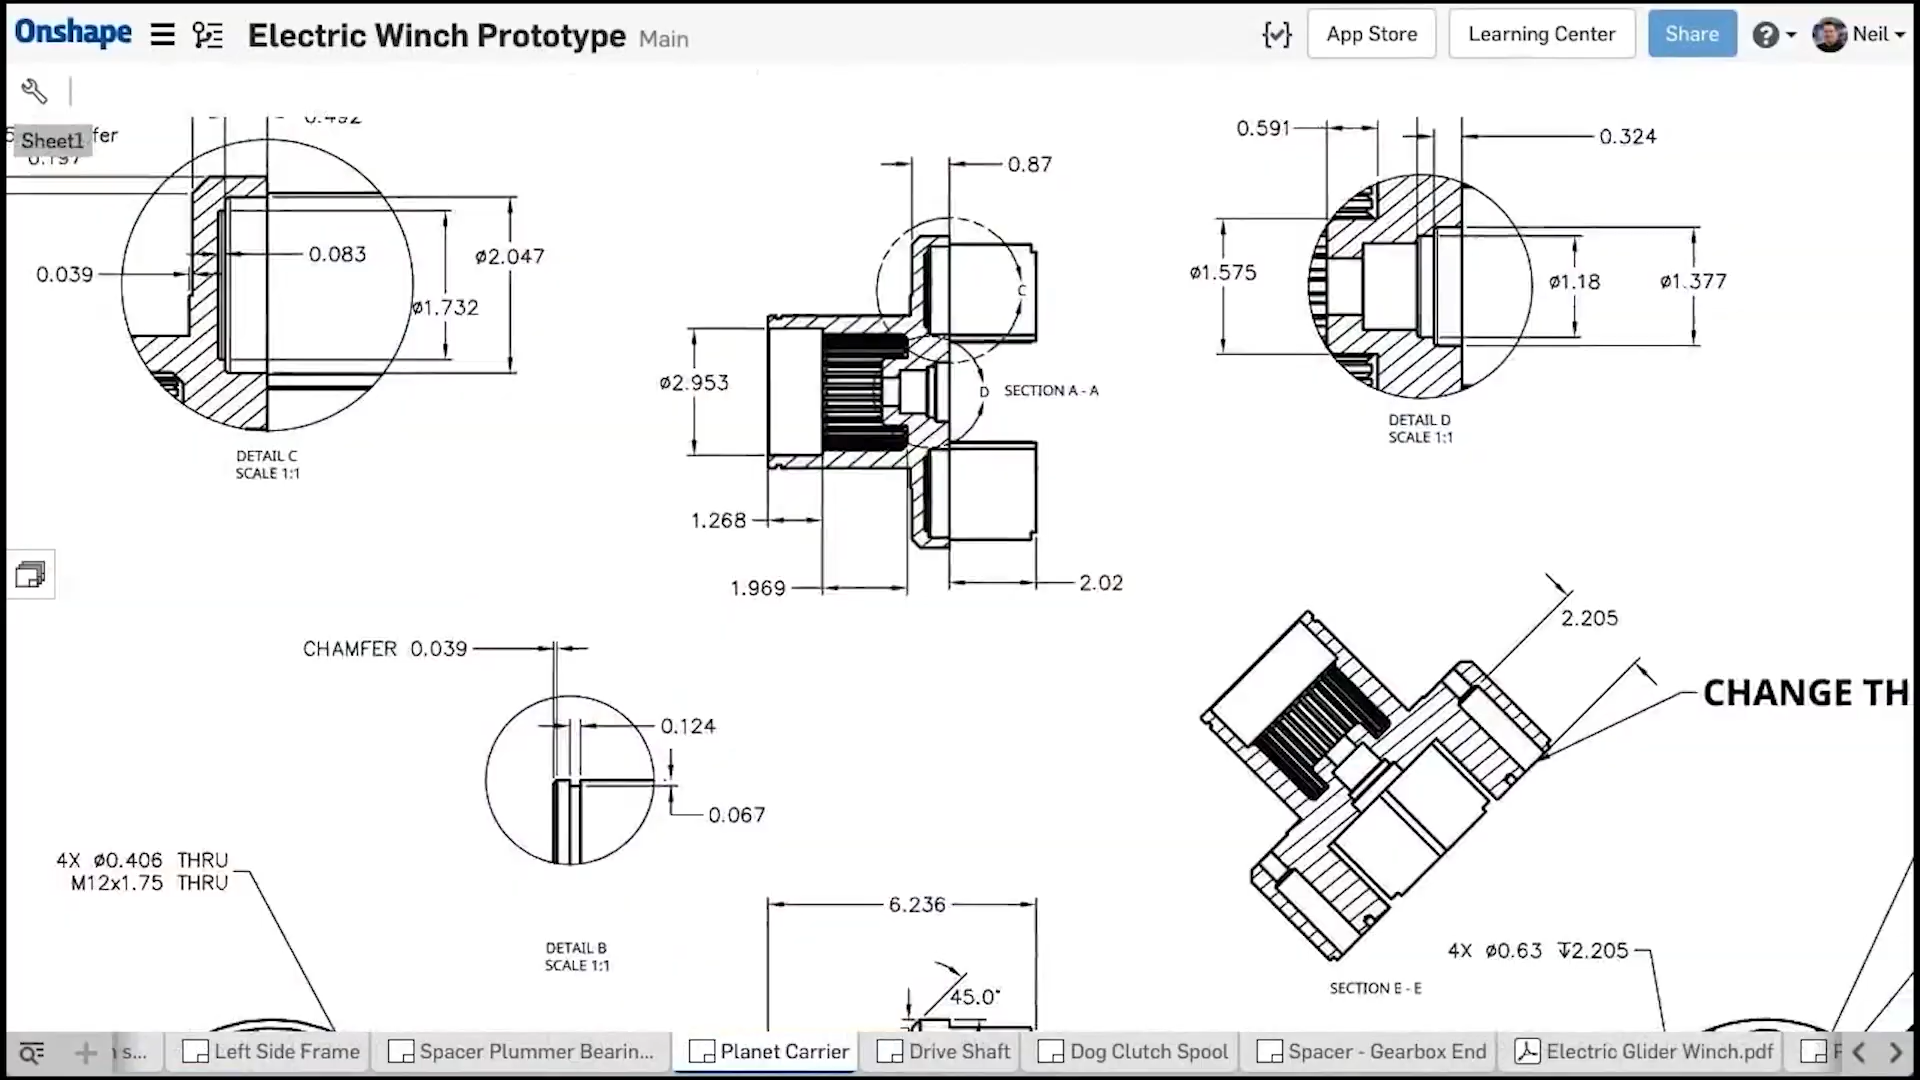 Onshape Electric Winch Prototype Main App Store Learning Center Share Neil
Sheet1 fer
0.197
0.492
0.039
0.083
ø2.047
ø1.732
DETAIL C
SCALE 1:1
0.87
ø2.953
C
D
SECTION A - A
1.268
1.969
2.02
0.591
0.324
ø1.575
ø1.18
ø1.377
DETAIL D
SCALE 1:1
CHAMFER 0.039
0.124
0.067
DETAIL B
SCALE 1:1
2.205
CHANGE TH
4X ø0.406 THRU
M12x1.75 THRU
6.236
45.0°
4X ø0.63 ↧2.205
SECTION E - E
s... Left Side Frame Spacer Plummer Bearin... Planet Carrier Drive Shaft Dog Clutch Spool Spacer - Gearbox End Electric Glider Winch.pdf